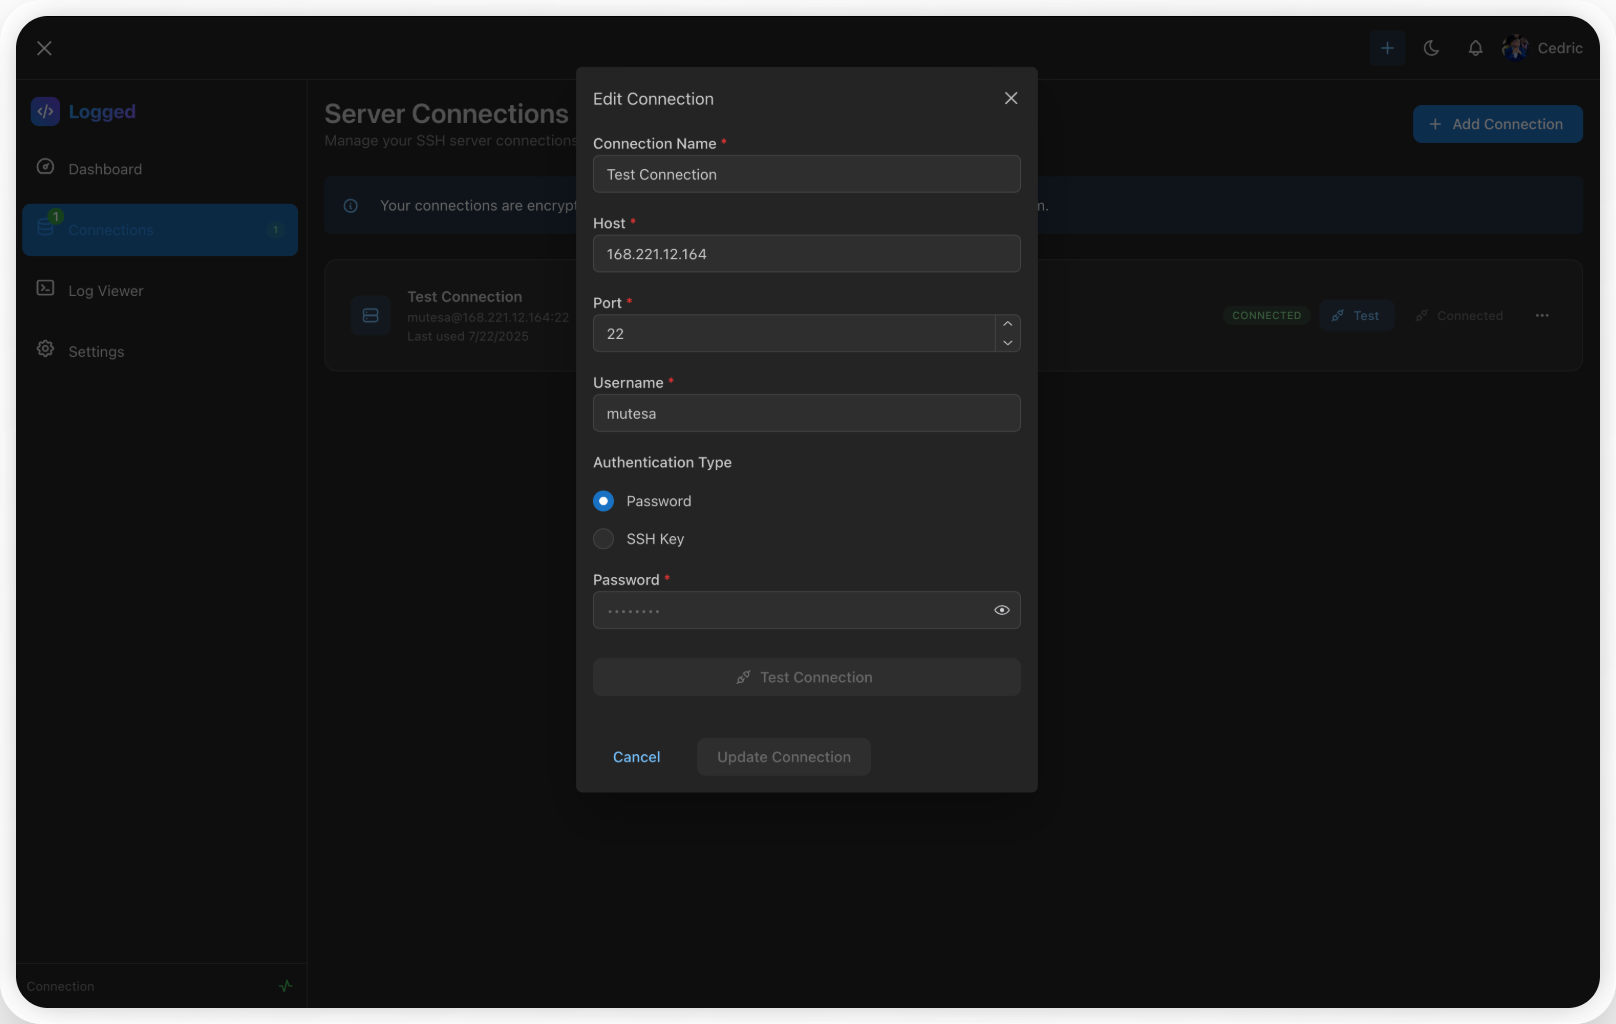 Cedric
Logged
Dashboard
1
Connections
1
Log Viewer
Settings
Connection
Server Connections
Manage your SSH server connections
Add Connection
Your connections are encrypt
m.
Test Connection
mutesa@168.221.12.164:22
Last used 7/22/2025
CONNECTED
Test
Connected
Edit Connection
Connection Name *
Test Connection
Host *
168.221.12.164
Port *
22
Username *
mutesa
Authentication Type
Password
SSH Key
Password *
Test Connection
Cancel
Update Connection